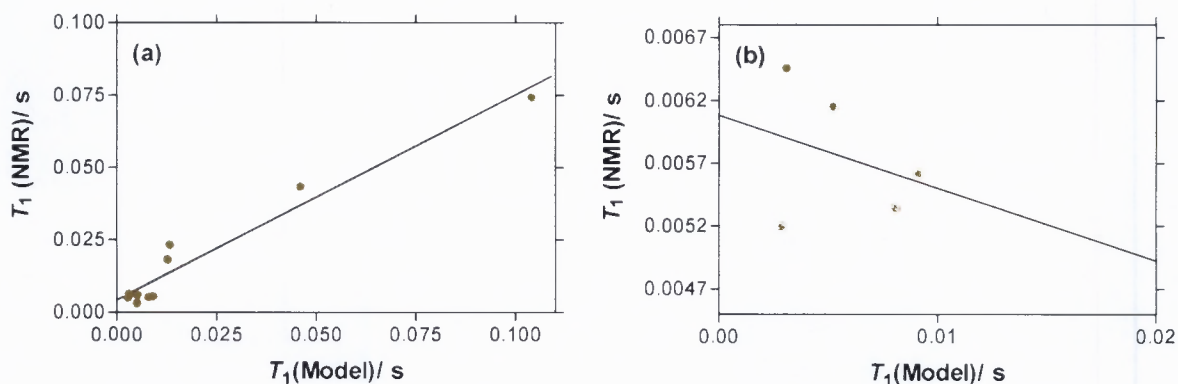 (a)
T₁ (NMR)/ s
0.100
0.075
0.050
0.025
0.000
0.000 0.025 0.050 0.075 0.100
T₁(Model)/ s
(b)
T₁ (NMR)/ s
0.0067
0.0062
0.0057
0.0052
0.0047
0.00 0.01 0.02
T₁(Model)/ s